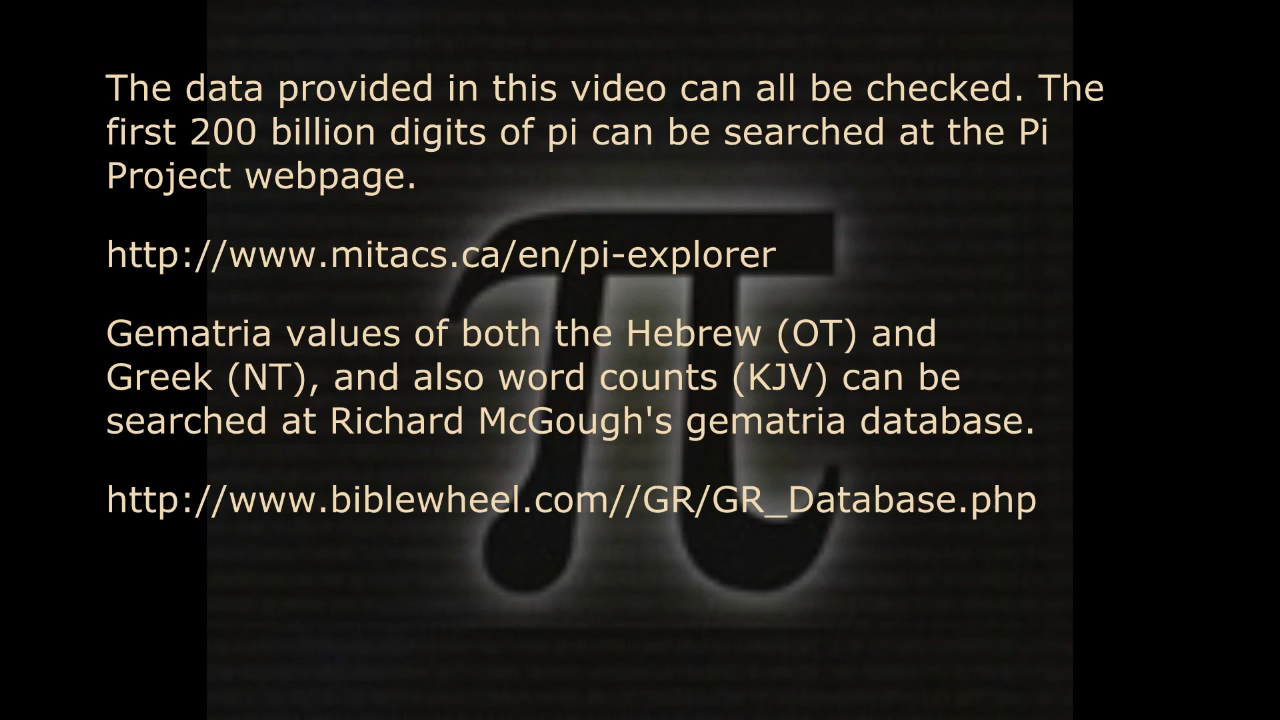 The data provided in this video can all be checked. The
first 200 billion digits of pi can be searched at the Pi
Project webpage.
http://www.mitacs.ca/en/pi-explorer
Gematria values of both the Hebrew (OT) and
Greek (NT), and also word counts (KJV) can be
searched at Richard McGough's gematria database.
http://www.biblewheel.com//GR/GR_Database.php